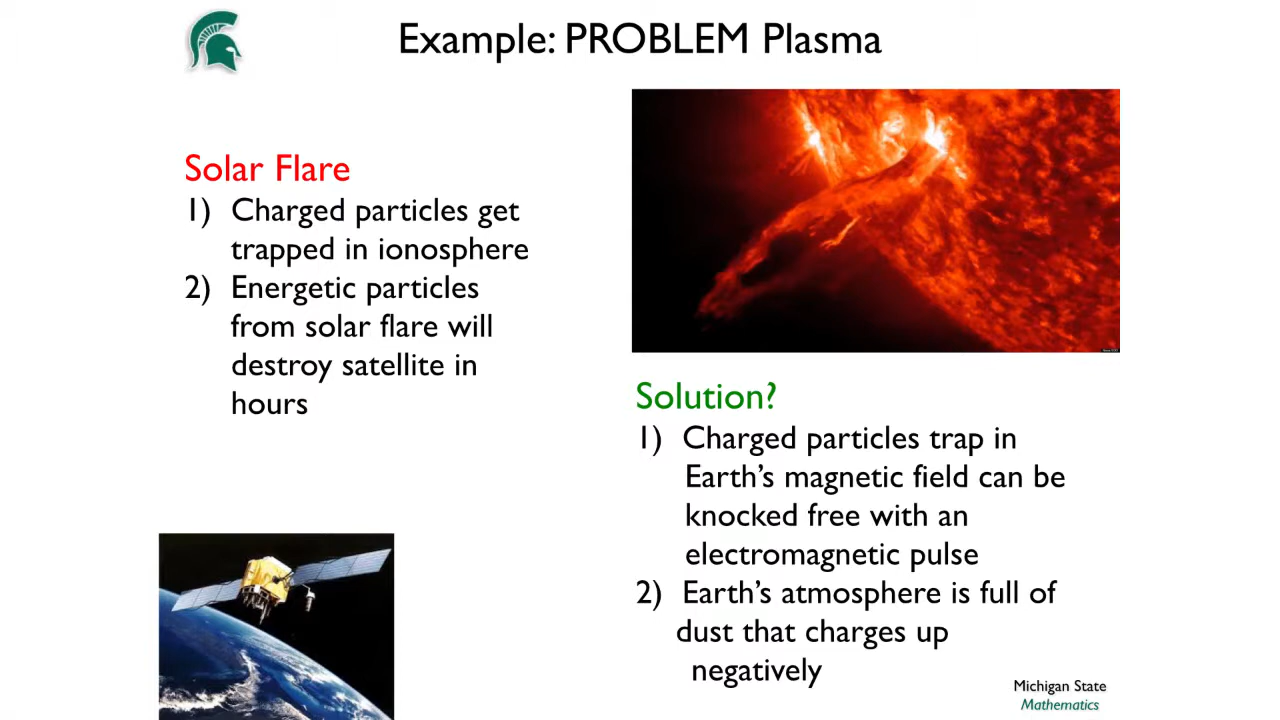 Example: PROBLEM Plasma
Solar Flare
1) Charged particles get
trapped in ionosphere
2) Energetic particles
from solar flare will
destroy satellite in
hours
Solution?
1) Charged particles trap in
Earth's magnetic field can be
knocked free with an
electromagnetic pulse
2) Earth's atmosphere is full of
dust that charges up
negatively
Michigan State
Mathematics